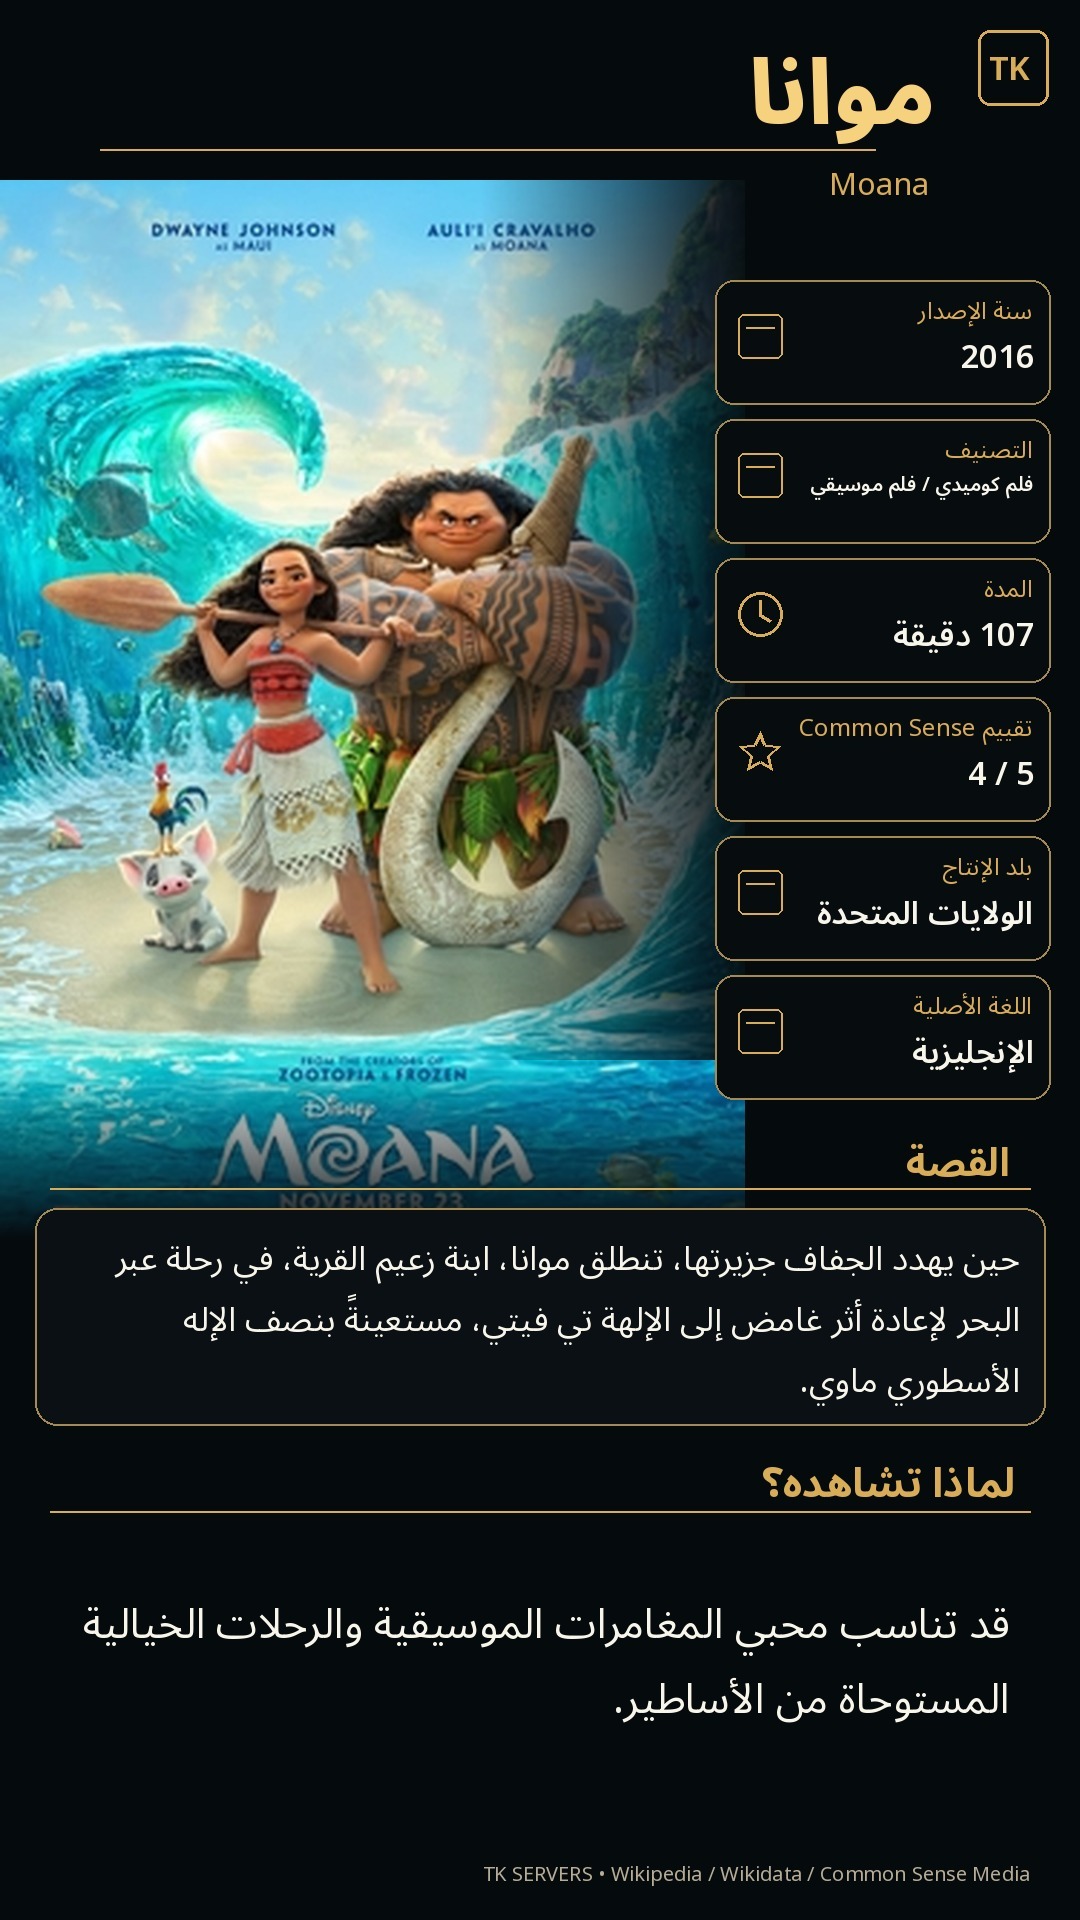 TK
موانا
Moana
DWAYNE JOHNSON
as MAUI
AULI'I CRAVALHO
as MOANA
سنة الإصدار
2016
التصنيف
فلم كوميدي / فلم موسيقي
المدة
107 دقيقة
تقييم Common Sense
4 / 5
بلد الإنتاج
الولايات المتحدة
اللغة الأصلية
الإنجليزية
FROM THE CREATORS OF
ZOOTOPIA & FROZEN
Disney
MOANA
NOVEMBER 23
القصة
حين يهدد الجفاف جزيرتها، تنطلق موانا، ابنة زعيم القرية، في رحلة عبر
البحر لإعادة أثر غامض إلى الإلهة تي فيتي، مستعينةً بنصف الإله
الأسطوري ماوي.
لماذا تشاهده؟
قد تناسب محبي المغامرات الموسيقية والرحلات الخيالية
المستوحاة من الأساطير.
TK SERVERS • Wikipedia / Wikidata / Common Sense Media